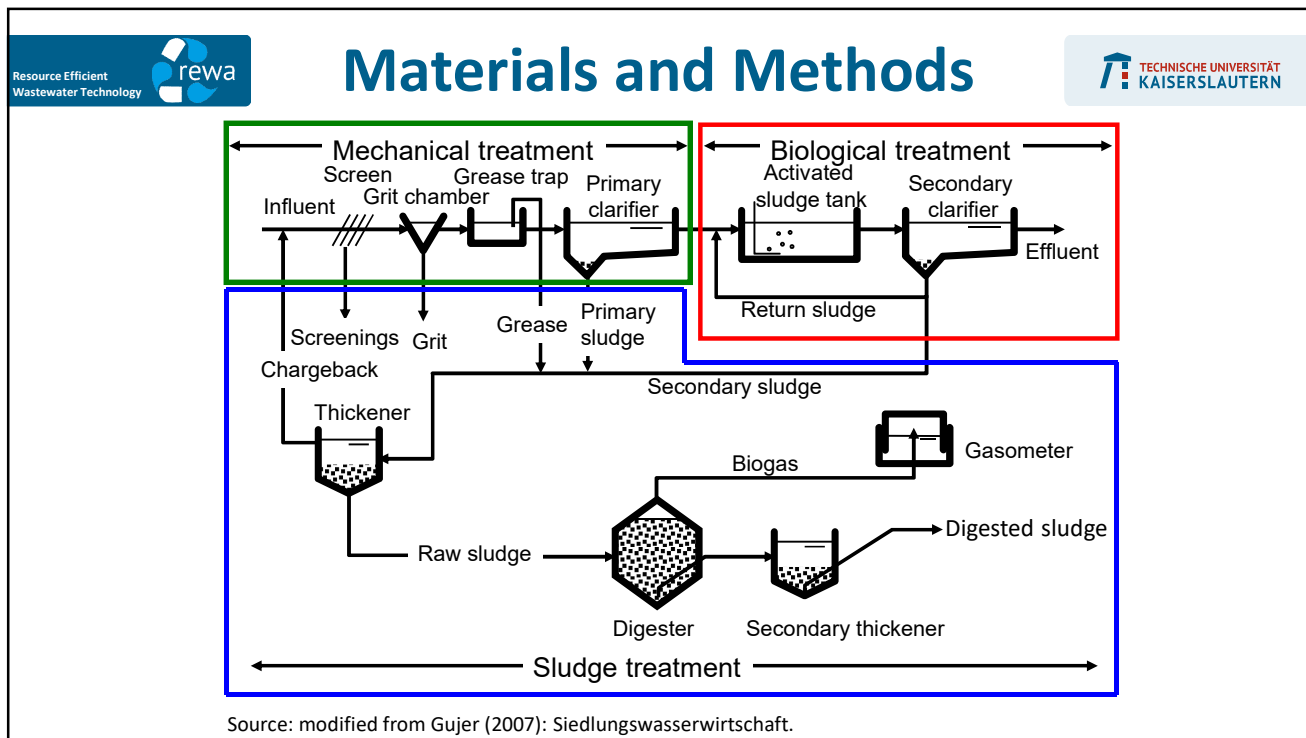 Resource Efficient
Wastewater Technology
rewa
Materials and Methods
TECHNISCHE UNIVERSITÄT
KAISERSLAUTERN
Mechanical treatment
Biological treatment
Screen
Grease trap
Grit chamber
Influent
Primary
clarifier
Activated
sludge tank
Secondary
clarifier
Effluent
Return sludge
Screenings
Grit
Grease
Primary
sludge
Chargeback
Secondary sludge
Thickener
Gasometer
Biogas
Digested sludge
Raw sludge
Digester
Secondary thickener
Sludge treatment
Source: modified from Gujer (2007): Siedlungswasserwirtschaft.